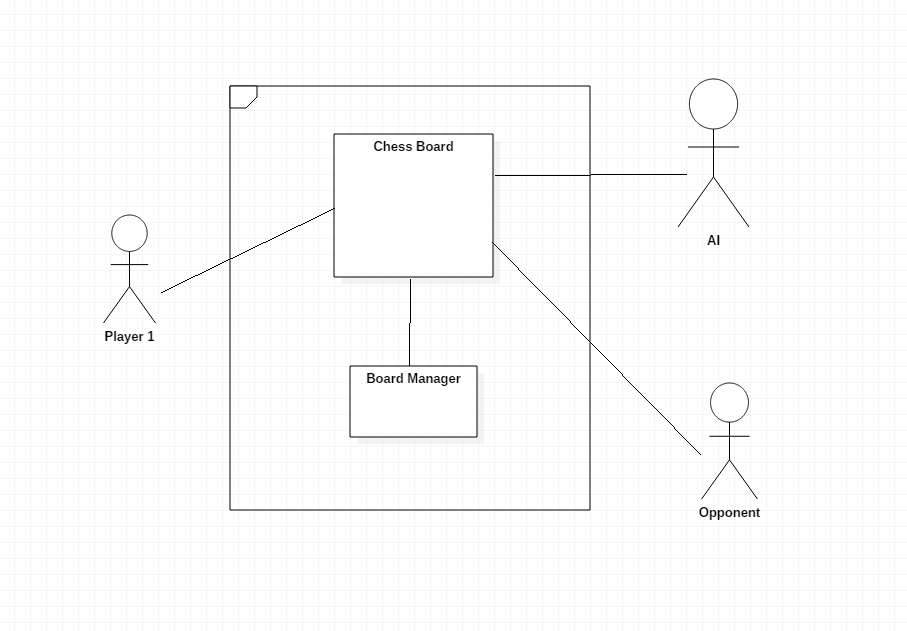 Chess Board
AI
Player 1
Board Manager
Opponent